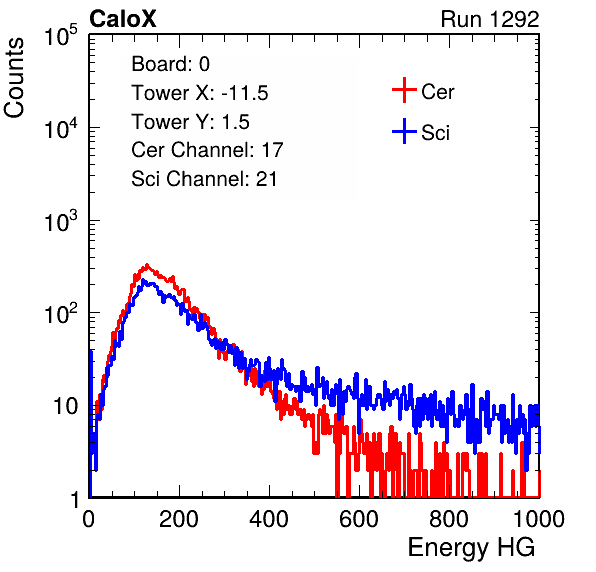 CaloX Run 1292
Counts
Board: 0
Tower X: -11.5
Tower Y: 1.5
Cer Channel: 17
Sci Channel: 21
Cer
Sci
10^5
10^4
10^3
10^2
10
1
0 200 400 600 800 1000
Energy HG